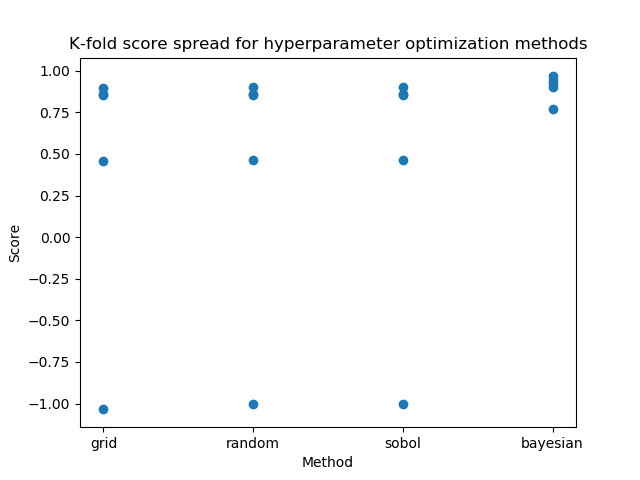 K-fold score spread for hyperparameter optimization methods
1.00
0.75
0.50
0.25
0.00
−0.25
−0.50
−0.75
−1.00
Score
grid random sobol bayesian
Method